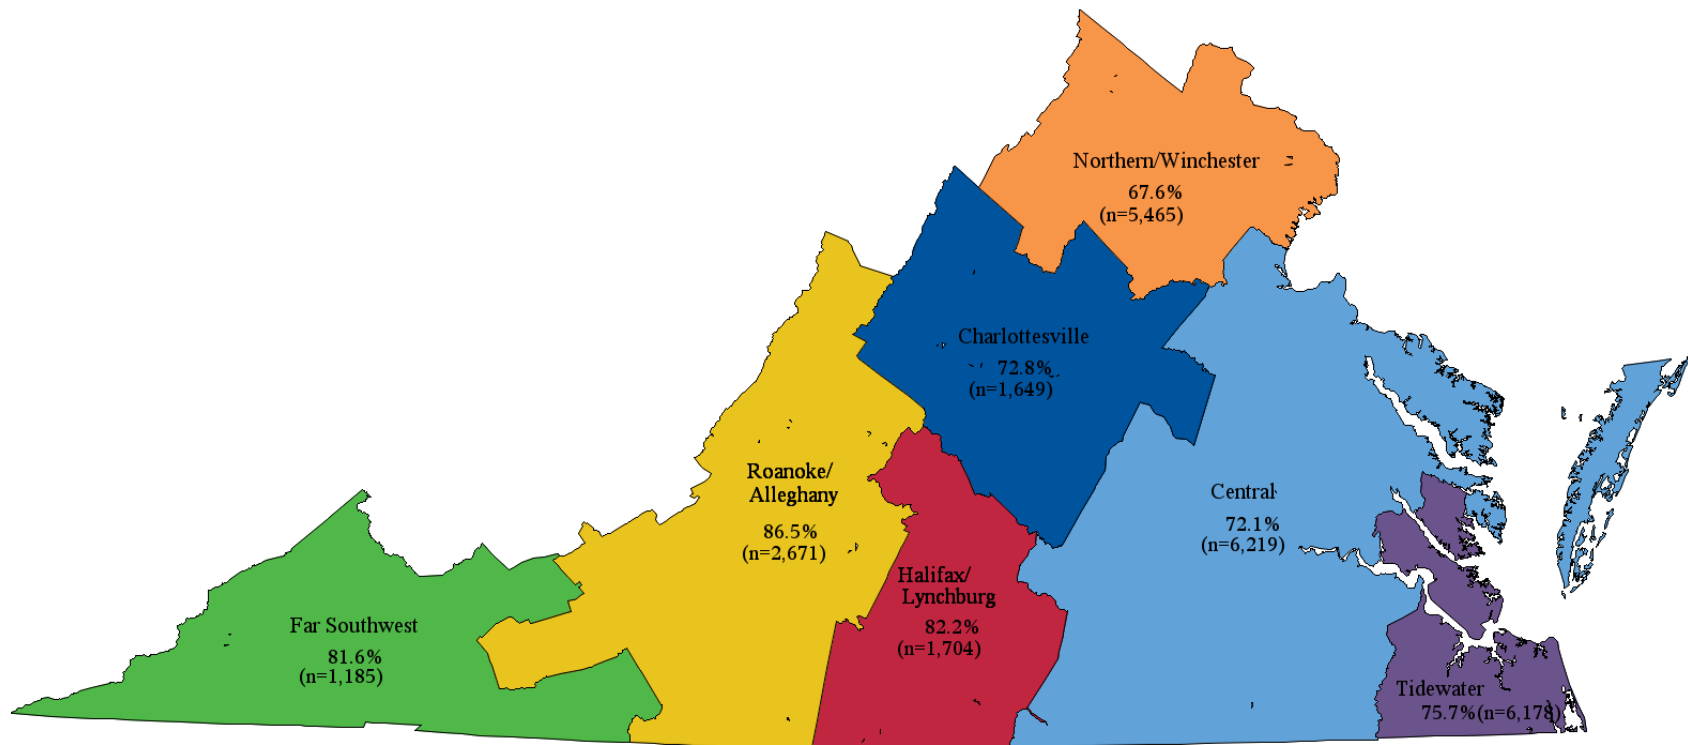 Northern/Winchester
67.6%
(n=5,465)
Charlottesville
72.8%
(n=1,649)
Roanoke/
Alleghany
86.5%
(n=2,671)
Central
72.1%
(n=6,219)
Halifax/
Lynchburg
82.2%
(n=1,704)
Far Southwest
81.6%
(n=1,185)
Tidewater
75.7%(n=6,178)